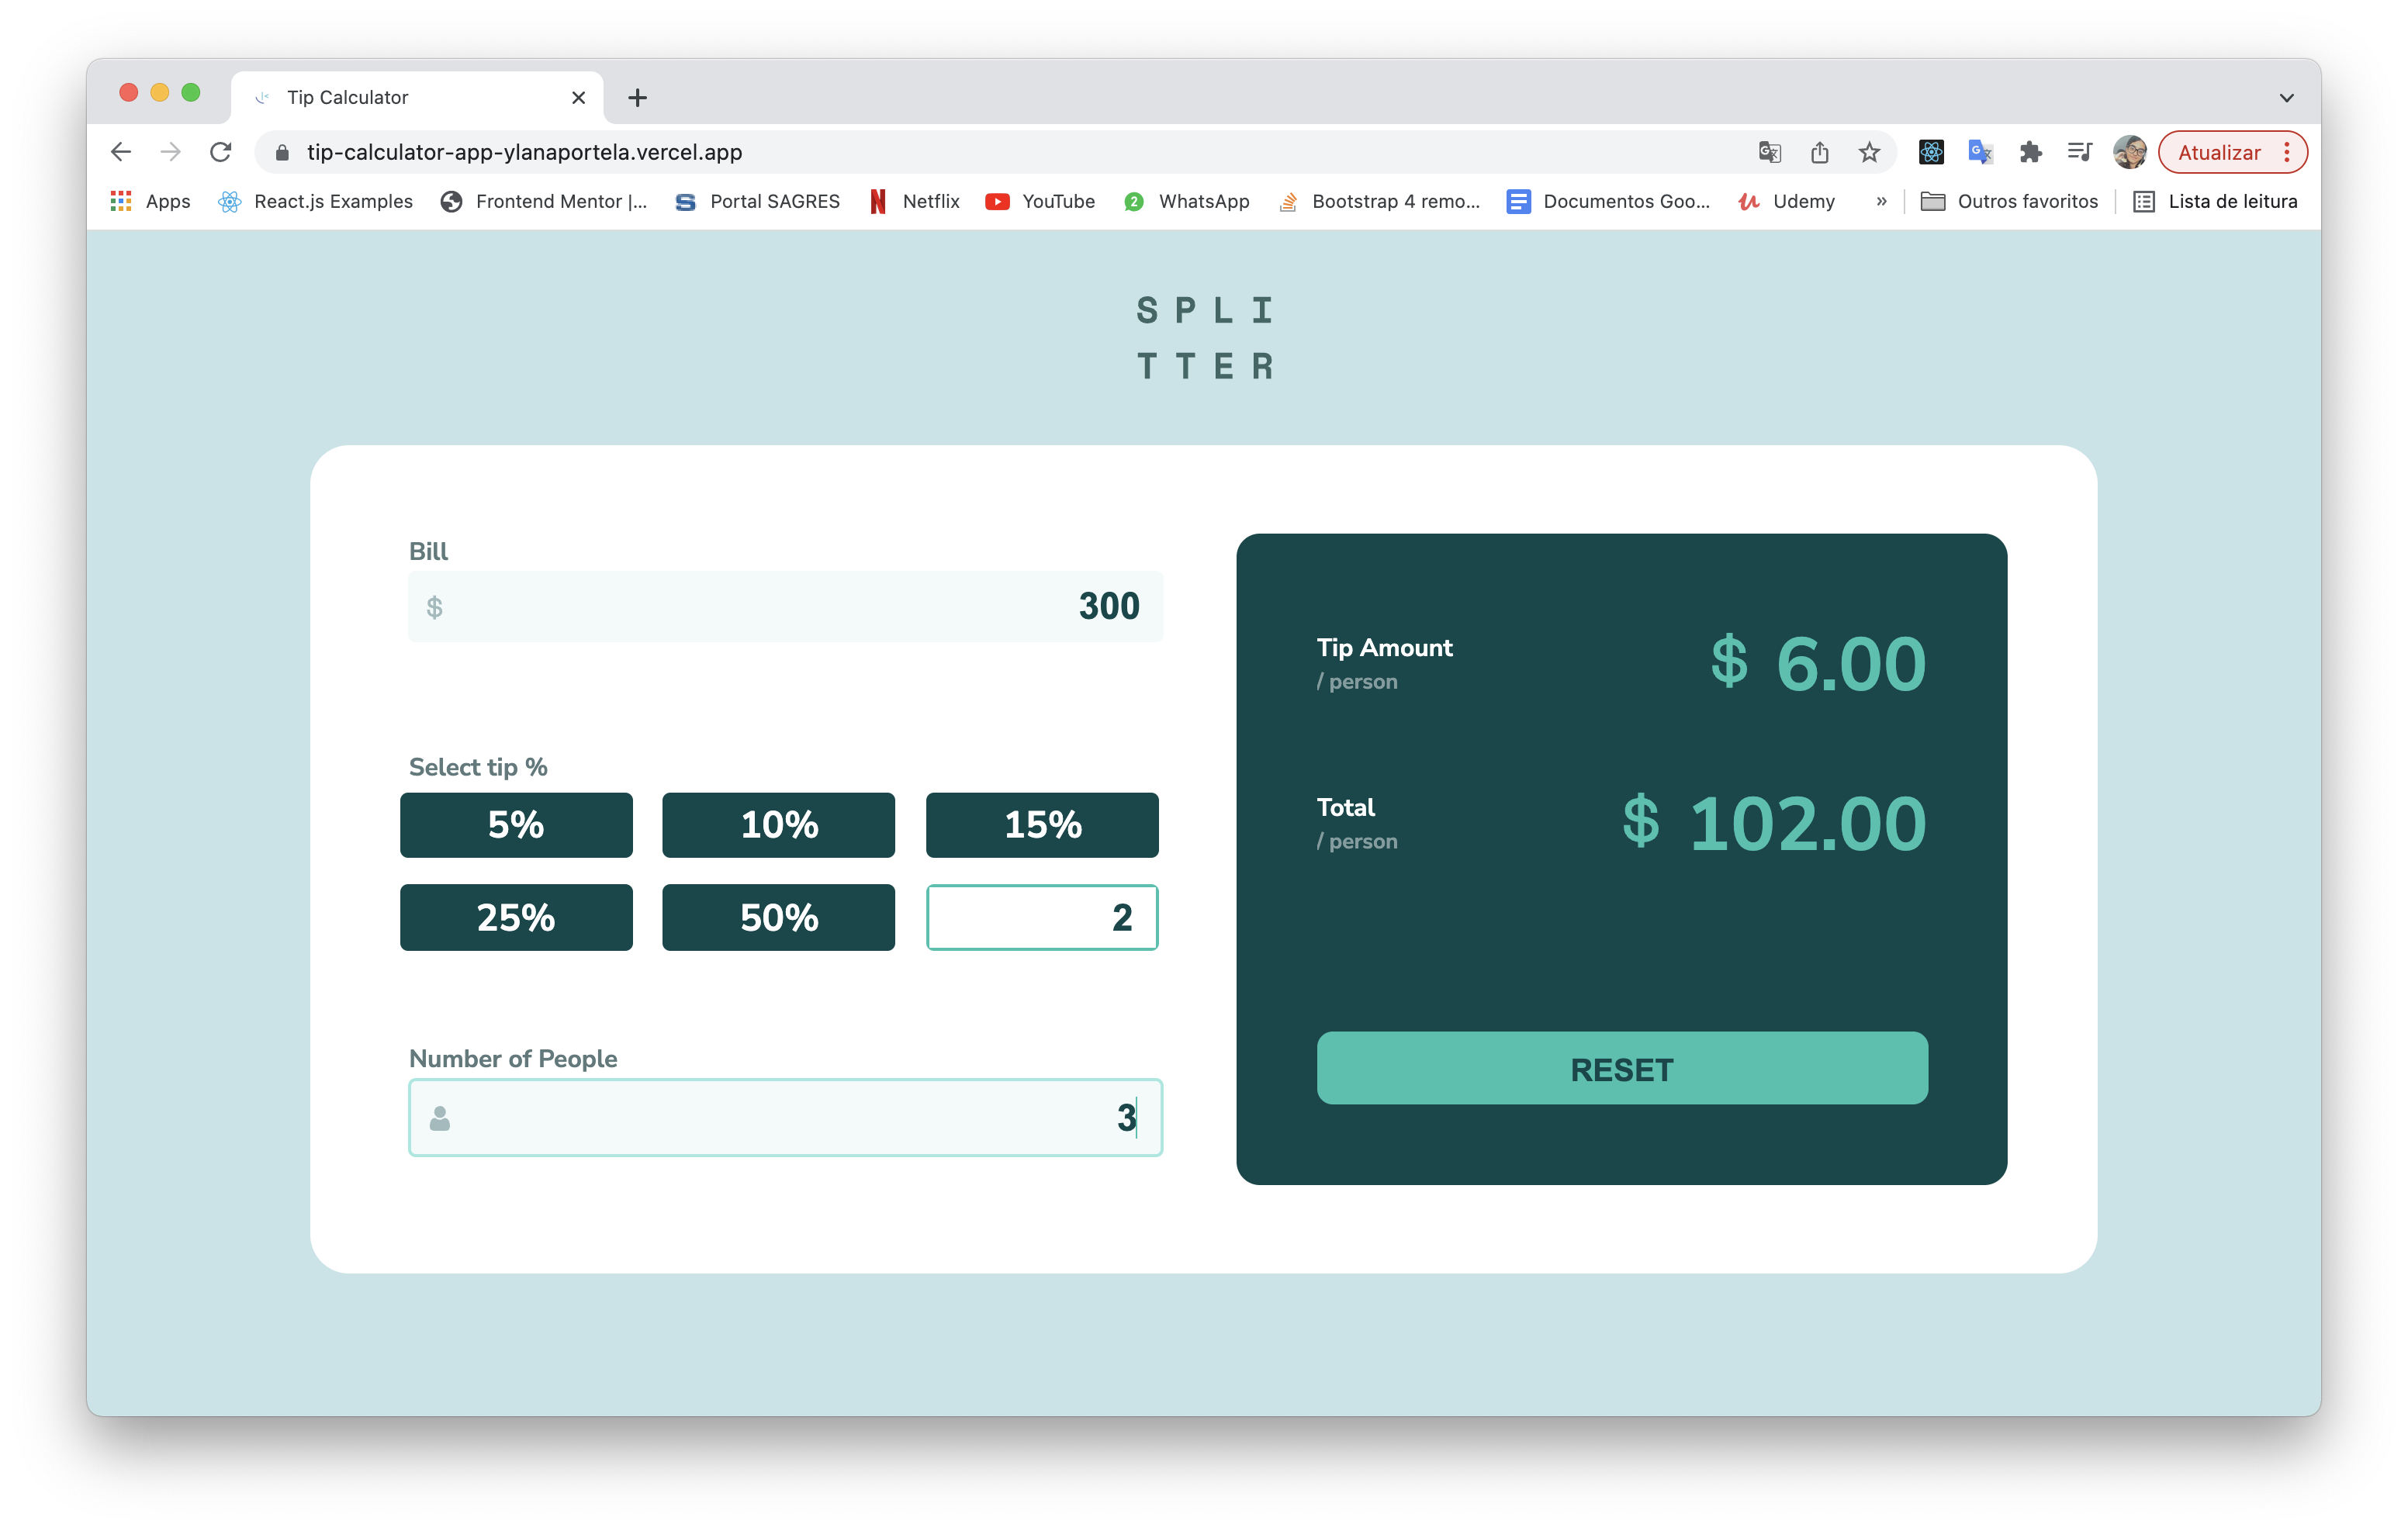 Tip Calculator
tip-calculator-app-ylanaportela.vercel.app
Atualizar
Apps
React.js Examples
Frontend Mentor |...
Portal SAGRES
Netflix
YouTube
2
WhatsApp
Bootstrap 4 remo...
Documentos Goo...
Udemy
»
Outros favoritos
Lista de leitura
SPLI
TTER
Bill
$ 300
Select tip %
5% 10% 15%
25% 50% 2
Number of People
3
Tip Amount
/ person
$ 6.00
Total
/ person
$ 102.00
RESET